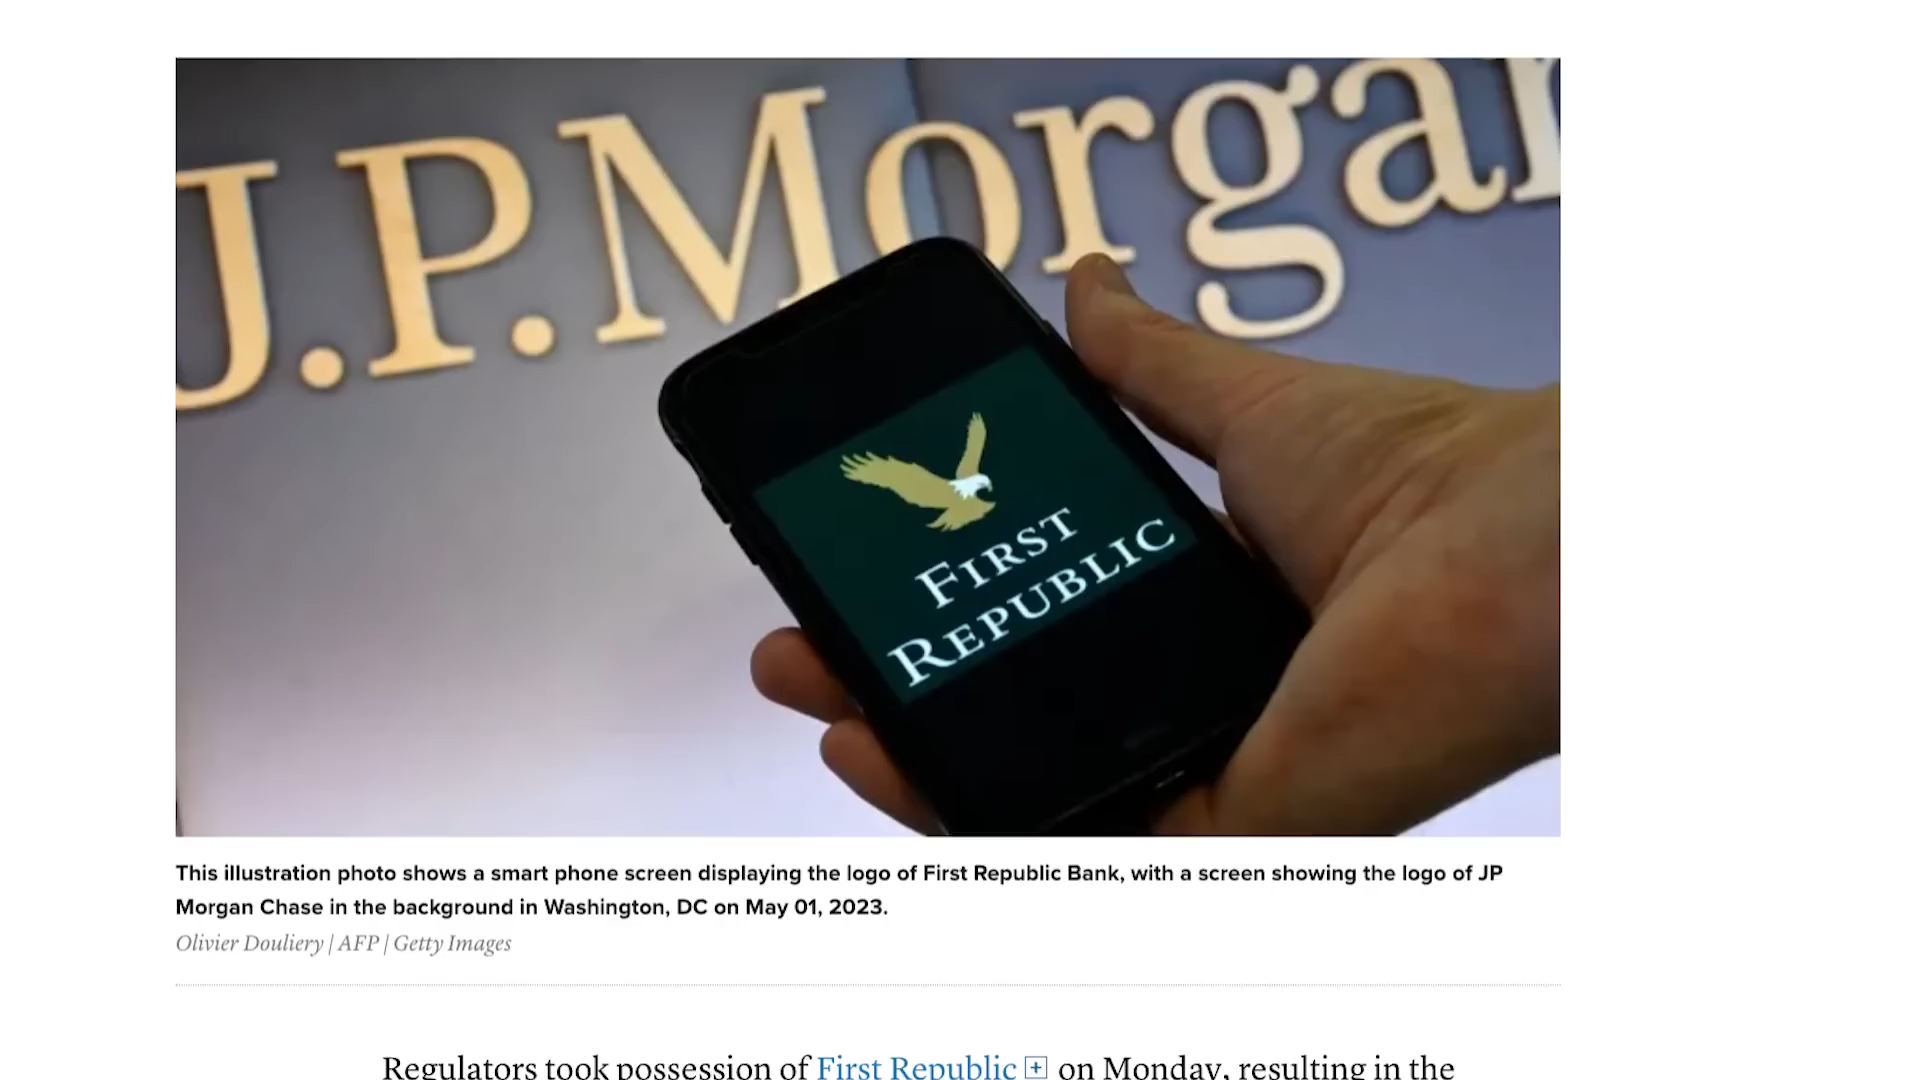 J.P.Morgan
FIRST
REPUBLIC
This illustration photo shows a smart phone screen displaying the logo of First Republic Bank, with a screen showing the logo of JP
Morgan Chase in the background in Washington, DC on May 01, 2023.
Olivier Douliery | AFP | Getty Images
Regulators took possession of First Republic + on Monday, resulting in the